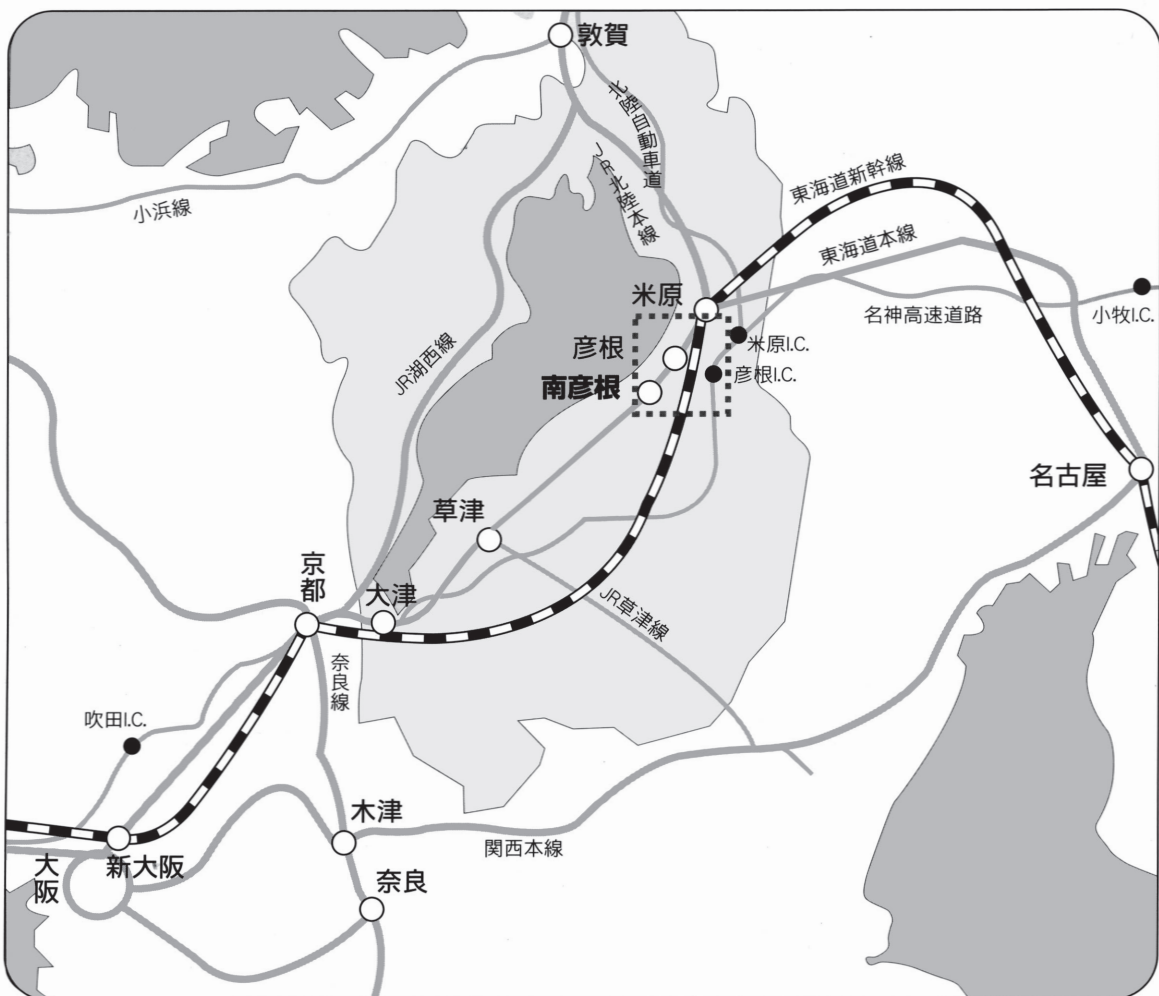 敦賀
北陸自動車道
JR北陸本線
小浜線
東海道新幹線
東海道本線
米原
名神高速道路
小牧I.C.
彦根
米原I.C.
JR湖西線
彦根I.C.
南彦根
名古屋
草津
京都
大津
JR草津線
奈良線
吹田I.C.
木津
関西本線
大阪
新大阪
奈良